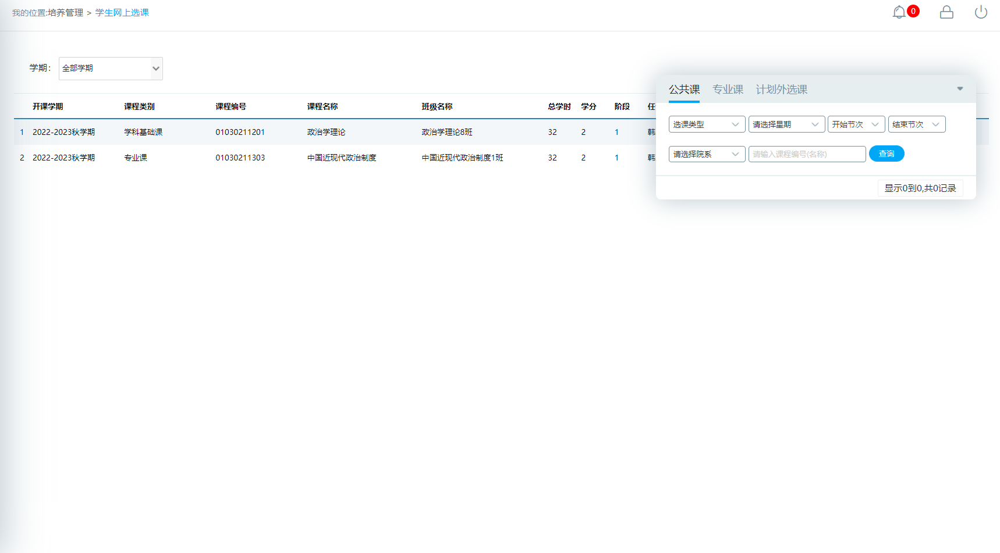 我的位置:培养管理 > 学生网上选课
0
学期： 全部学期
开课学期 课程类别 课程编号 课程名称 班级名称 总学时 学分 阶段 任
1 2022-2023秋学期 学科基础课 01030211201 政治学理论 政治学理论8班 32 2 1 韩
2 2022-2023秋学期 专业课 01030211303 中国近现代政治制度 中国近现代政治制度1班 32 2 1 韩
公共课 专业课 计划外选课
选课类型 请选择星期 开始节次 结束节次
请选择院系 请输入课程编号(名称) 查询
显示0到0,共0记录